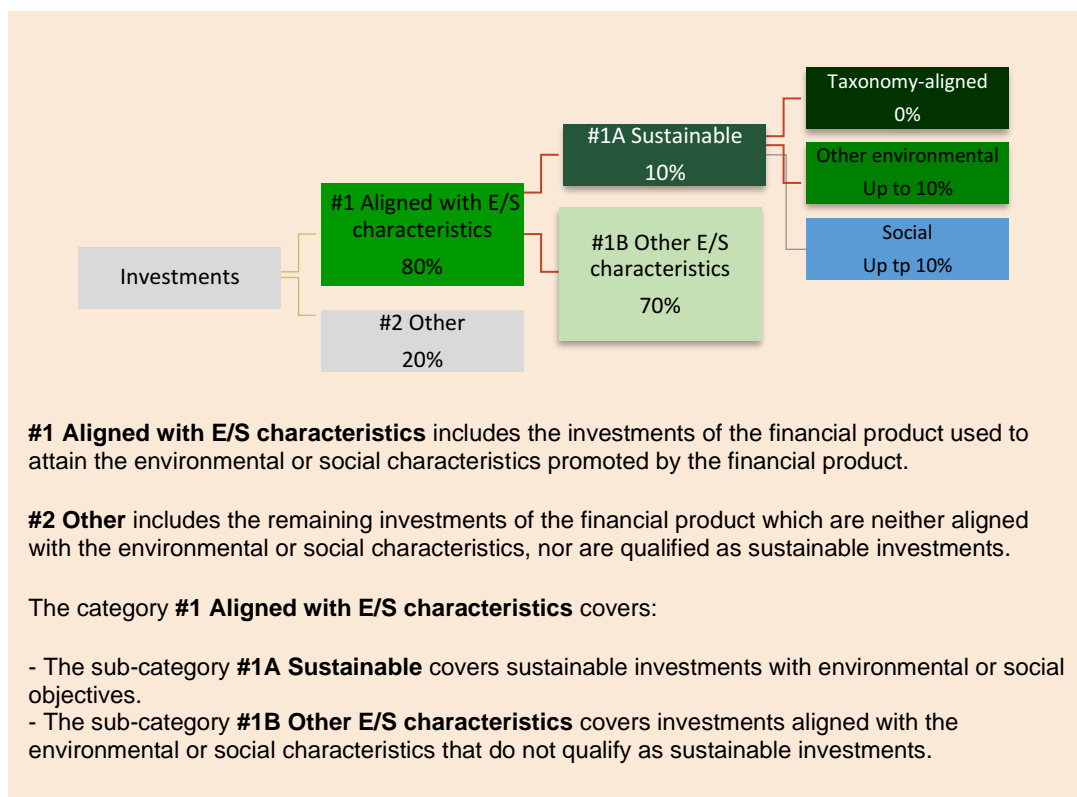 Investments
#1 Aligned with E/S
characteristics
80%
#2 Other
20%
#1A Sustainable
10%
#1B Other E/S
characteristics
70%
Taxonomy-aligned
0%
Other environmental
Up to 10%
Social
Up tp 10%
#1 Aligned with E/S characteristics includes the investments of the financial product used to
attain the environmental or social characteristics promoted by the financial product.
#2 Other includes the remaining investments of the financial product which are neither aligned
with the environmental or social characteristics, nor are qualified as sustainable investments.
The category #1 Aligned with E/S characteristics covers:
- The sub-category #1A Sustainable covers sustainable investments with environmental or social
objectives.
- The sub-category #1B Other E/S characteristics covers investments aligned with the
environmental or social characteristics that do not qualify as sustainable investments.